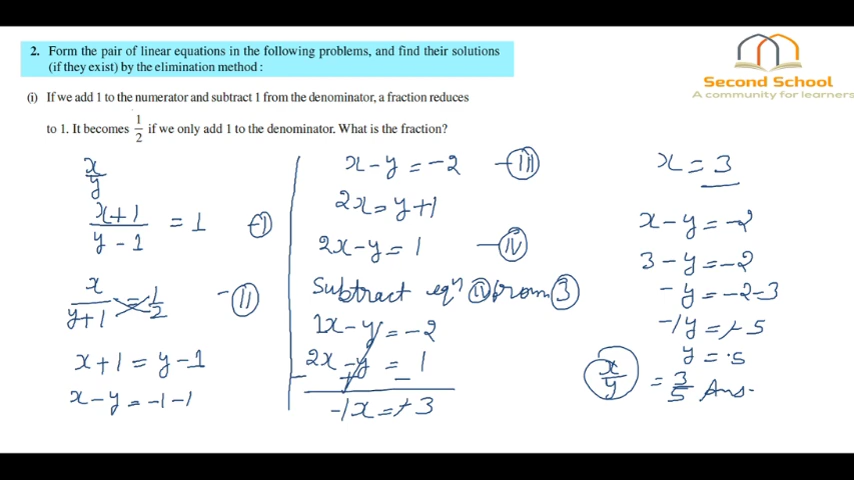 2. Form the pair of linear equations in the following problems, and find their solutions
(if they exist) by the elimination method :
Second School
A community for learners
(i) If we add 1 to the numerator and subtract 1 from the denominator, a fraction reduces
to 1. It becomes 1/2 if we only add 1 to the denominator. What is the fraction?
x/y
(x+1)/(y-1) = 1 -(I)
x/(y+1) = 1/2 -(II)
x+1 = y-1
x-y = -1-1
x-y = -2 -(III)
2x = y+1
2x-y = 1 -(IV)
Subtract eqn (IV) from (3)
1x-y = -2
2x-y = 1
- + -
-1x = -3
x = 3
x-y = -2
3-y = -2
-y = -2-3
-1y = -5
y = 5
x/y = 3/5 Ans.